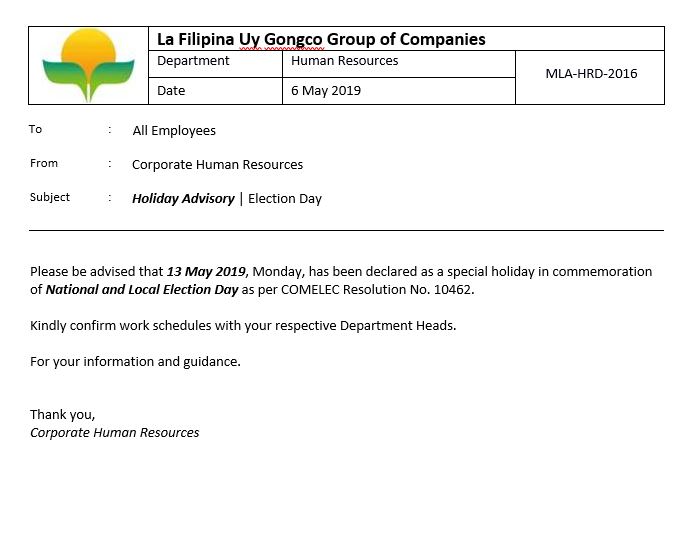 La Filipina Uy Gongco Group of Companies
Department Human Resources
MLA-HRD-2016
Date 6 May 2019
To : All Employees
From : Corporate Human Resources
Subject : Holiday Advisory | Election Day
Please be advised that 13 May 2019, Monday, has been declared as a special holiday in commemoration
of National and Local Election Day as per COMELEC Resolution No. 10462.
Kindly confirm work schedules with your respective Department Heads.
For your information and guidance.
Thank you,
Corporate Human Resources